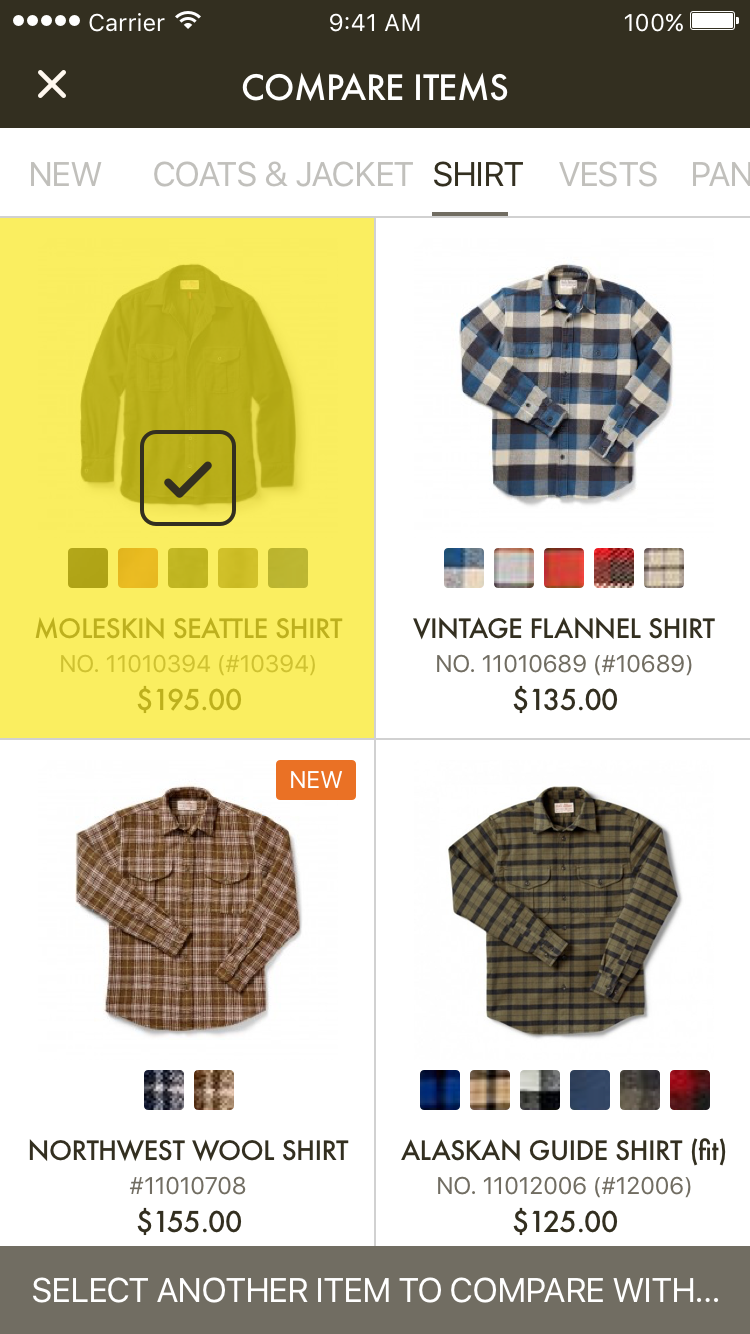 Carrier 9:41 AM 100%
COMPARE ITEMS
NEW COATS & JACKET SHIRT VESTS PAN
MOLESKIN SEATTLE SHIRT
NO. 11010394 (#10394)
$195.00
VINTAGE FLANNEL SHIRT
NO. 11010689 (#10689)
$135.00
NEW
NORTHWEST WOOL SHIRT
#11010708
$155.00
ALASKAN GUIDE SHIRT (fit)
NO. 11012006 (#12006)
$125.00
SELECT ANOTHER ITEM TO COMPARE WITH...